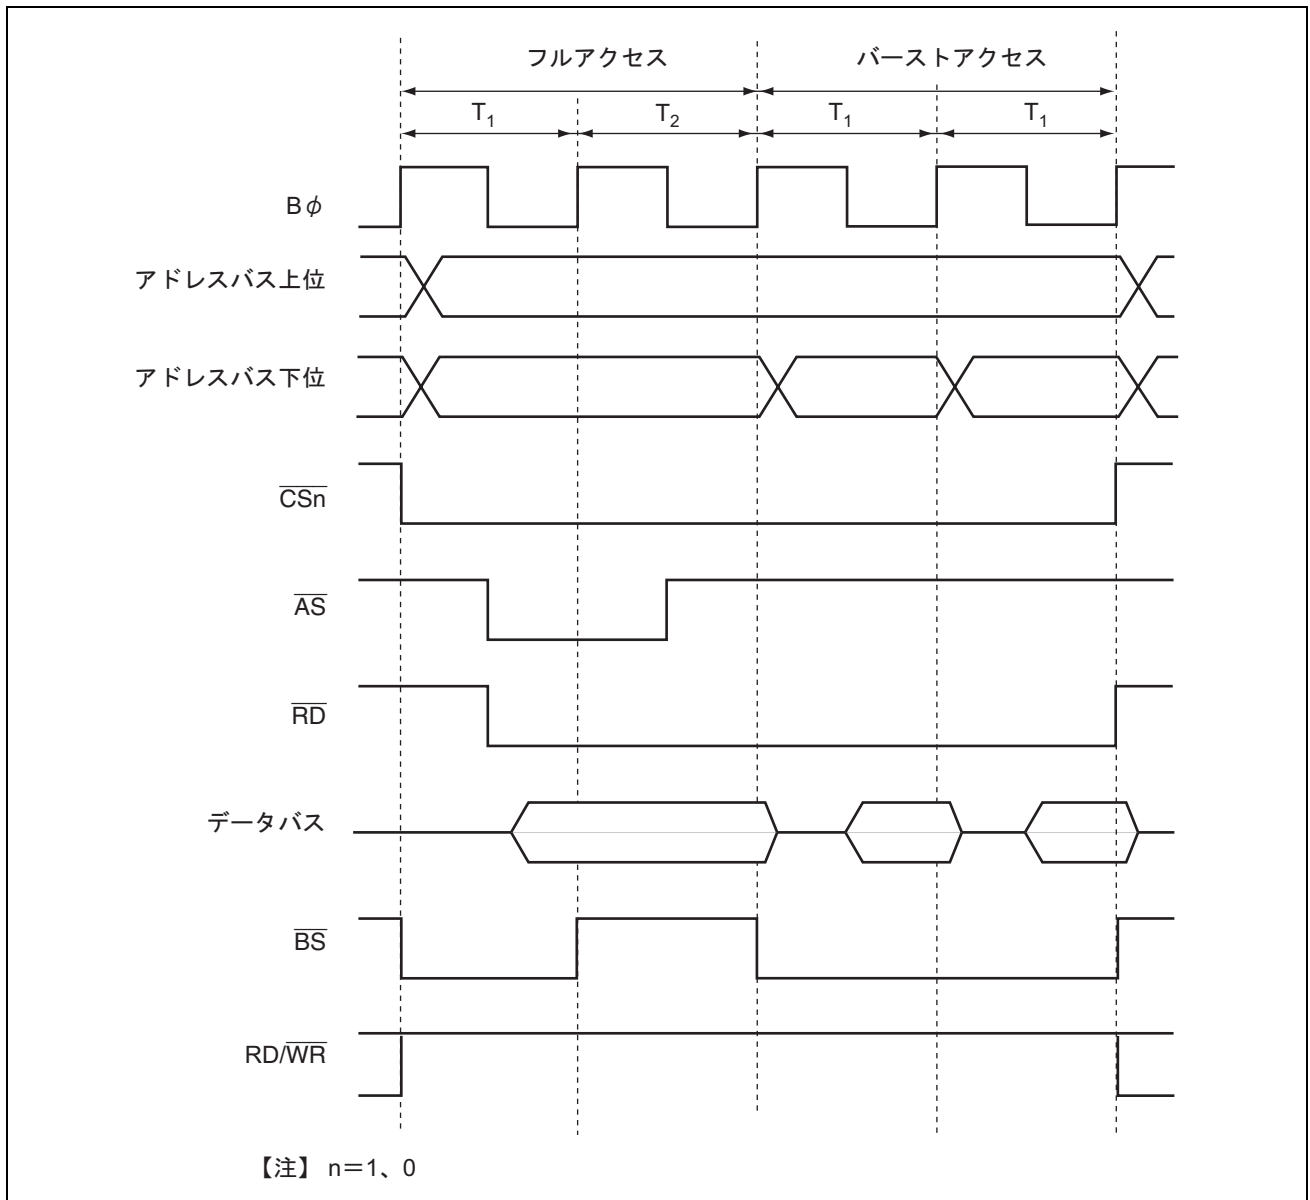 フルアクセス バーストアクセス
T1 T2 T1 T1
Bφ
アドレスバス上位
アドレスバス下位
CSn
AS
RD
データバス
BS
RD/WR
【注】 n＝1、0